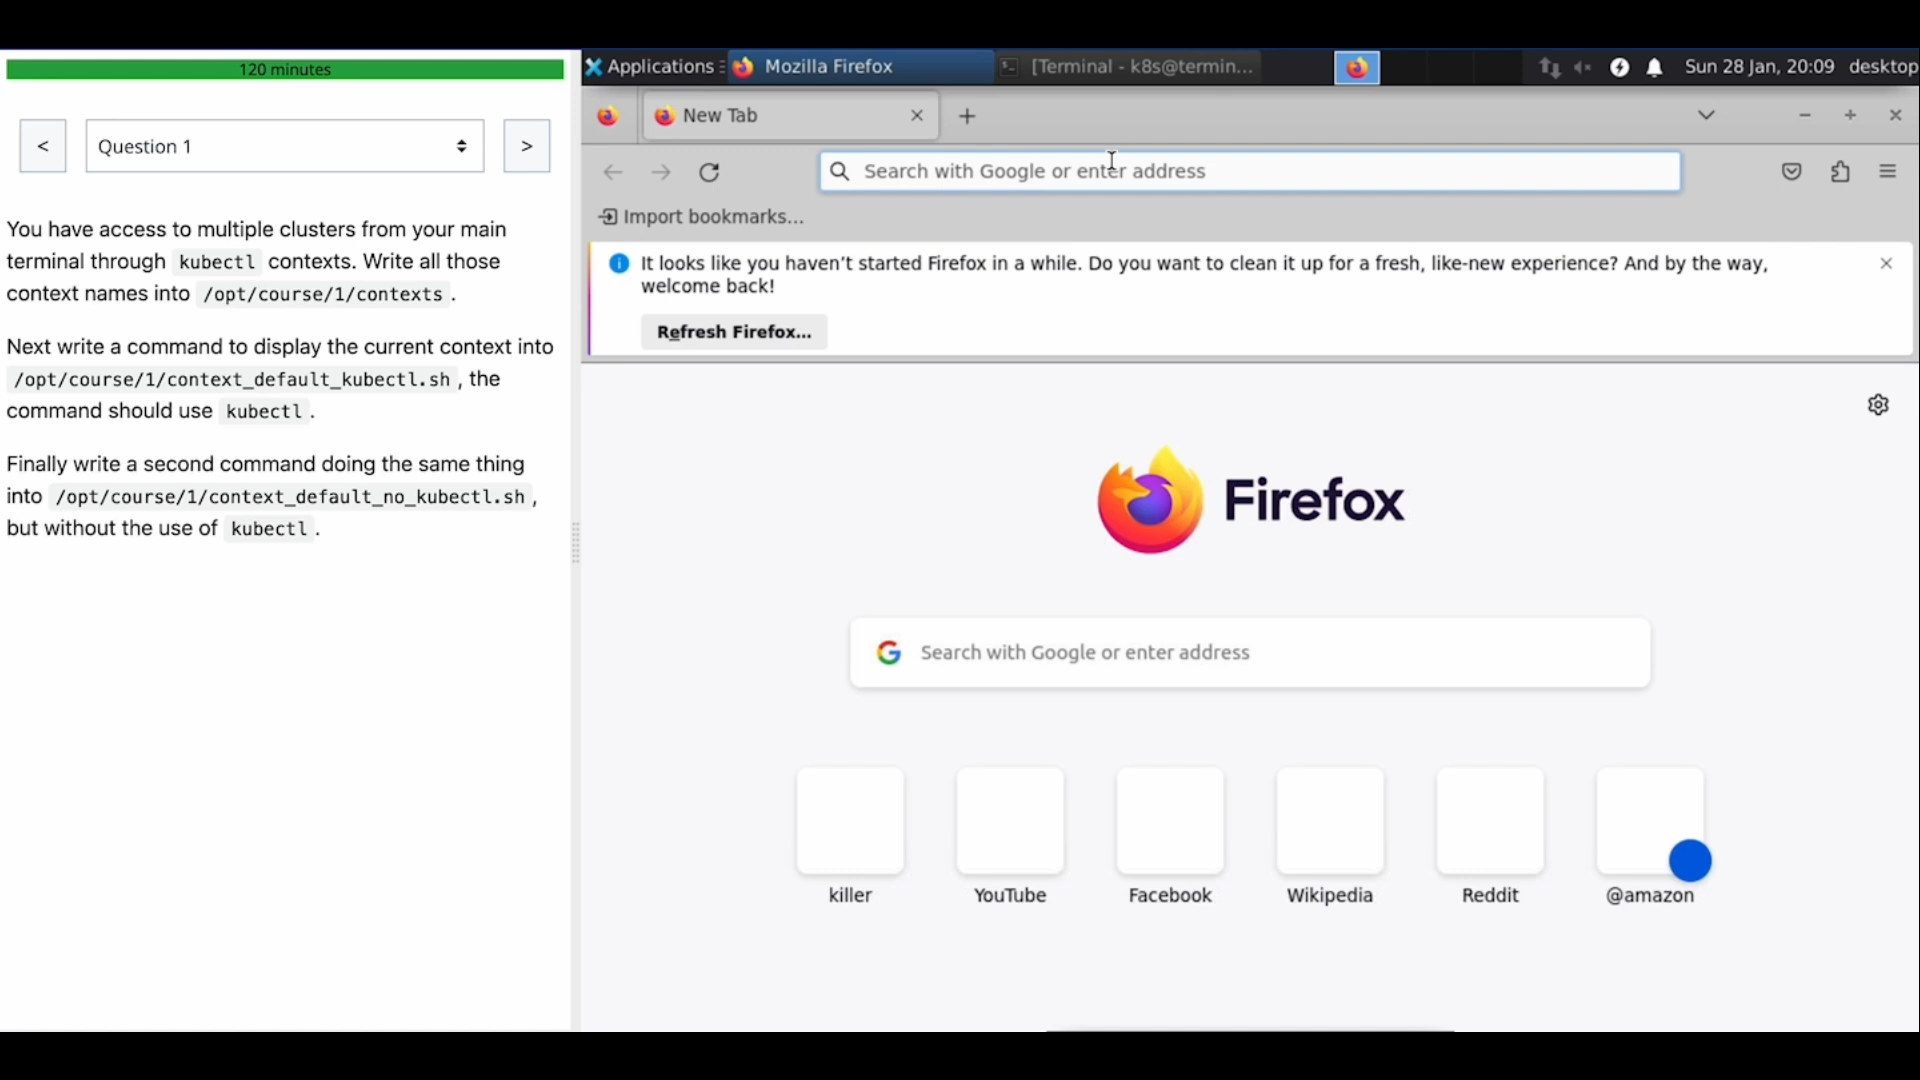 120 minutes
Applications
Mozilla Firefox
[Terminal - k8s@termin...
Sun 28 Jan, 20:09 desktop
<
Question 1
>
New Tab
Search with Google or enter address
Import bookmarks...
You have access to multiple clusters from your main
terminal through kubectl contexts. Write all those
context names into /opt/course/1/contexts .
Next write a command to display the current context into
/opt/course/1/context_default_kubectl.sh , the
command should use kubectl .
Finally write a second command doing the same thing
into /opt/course/1/context_default_no_kubectl.sh ,
but without the use of kubectl .
It looks like you haven't started Firefox in a while. Do you want to clean it up for a fresh, like-new experience? And by the way,
welcome back!
Refresh Firefox...
Firefox
Search with Google or enter address
killer
YouTube
Facebook
Wikipedia
Reddit
@amazon